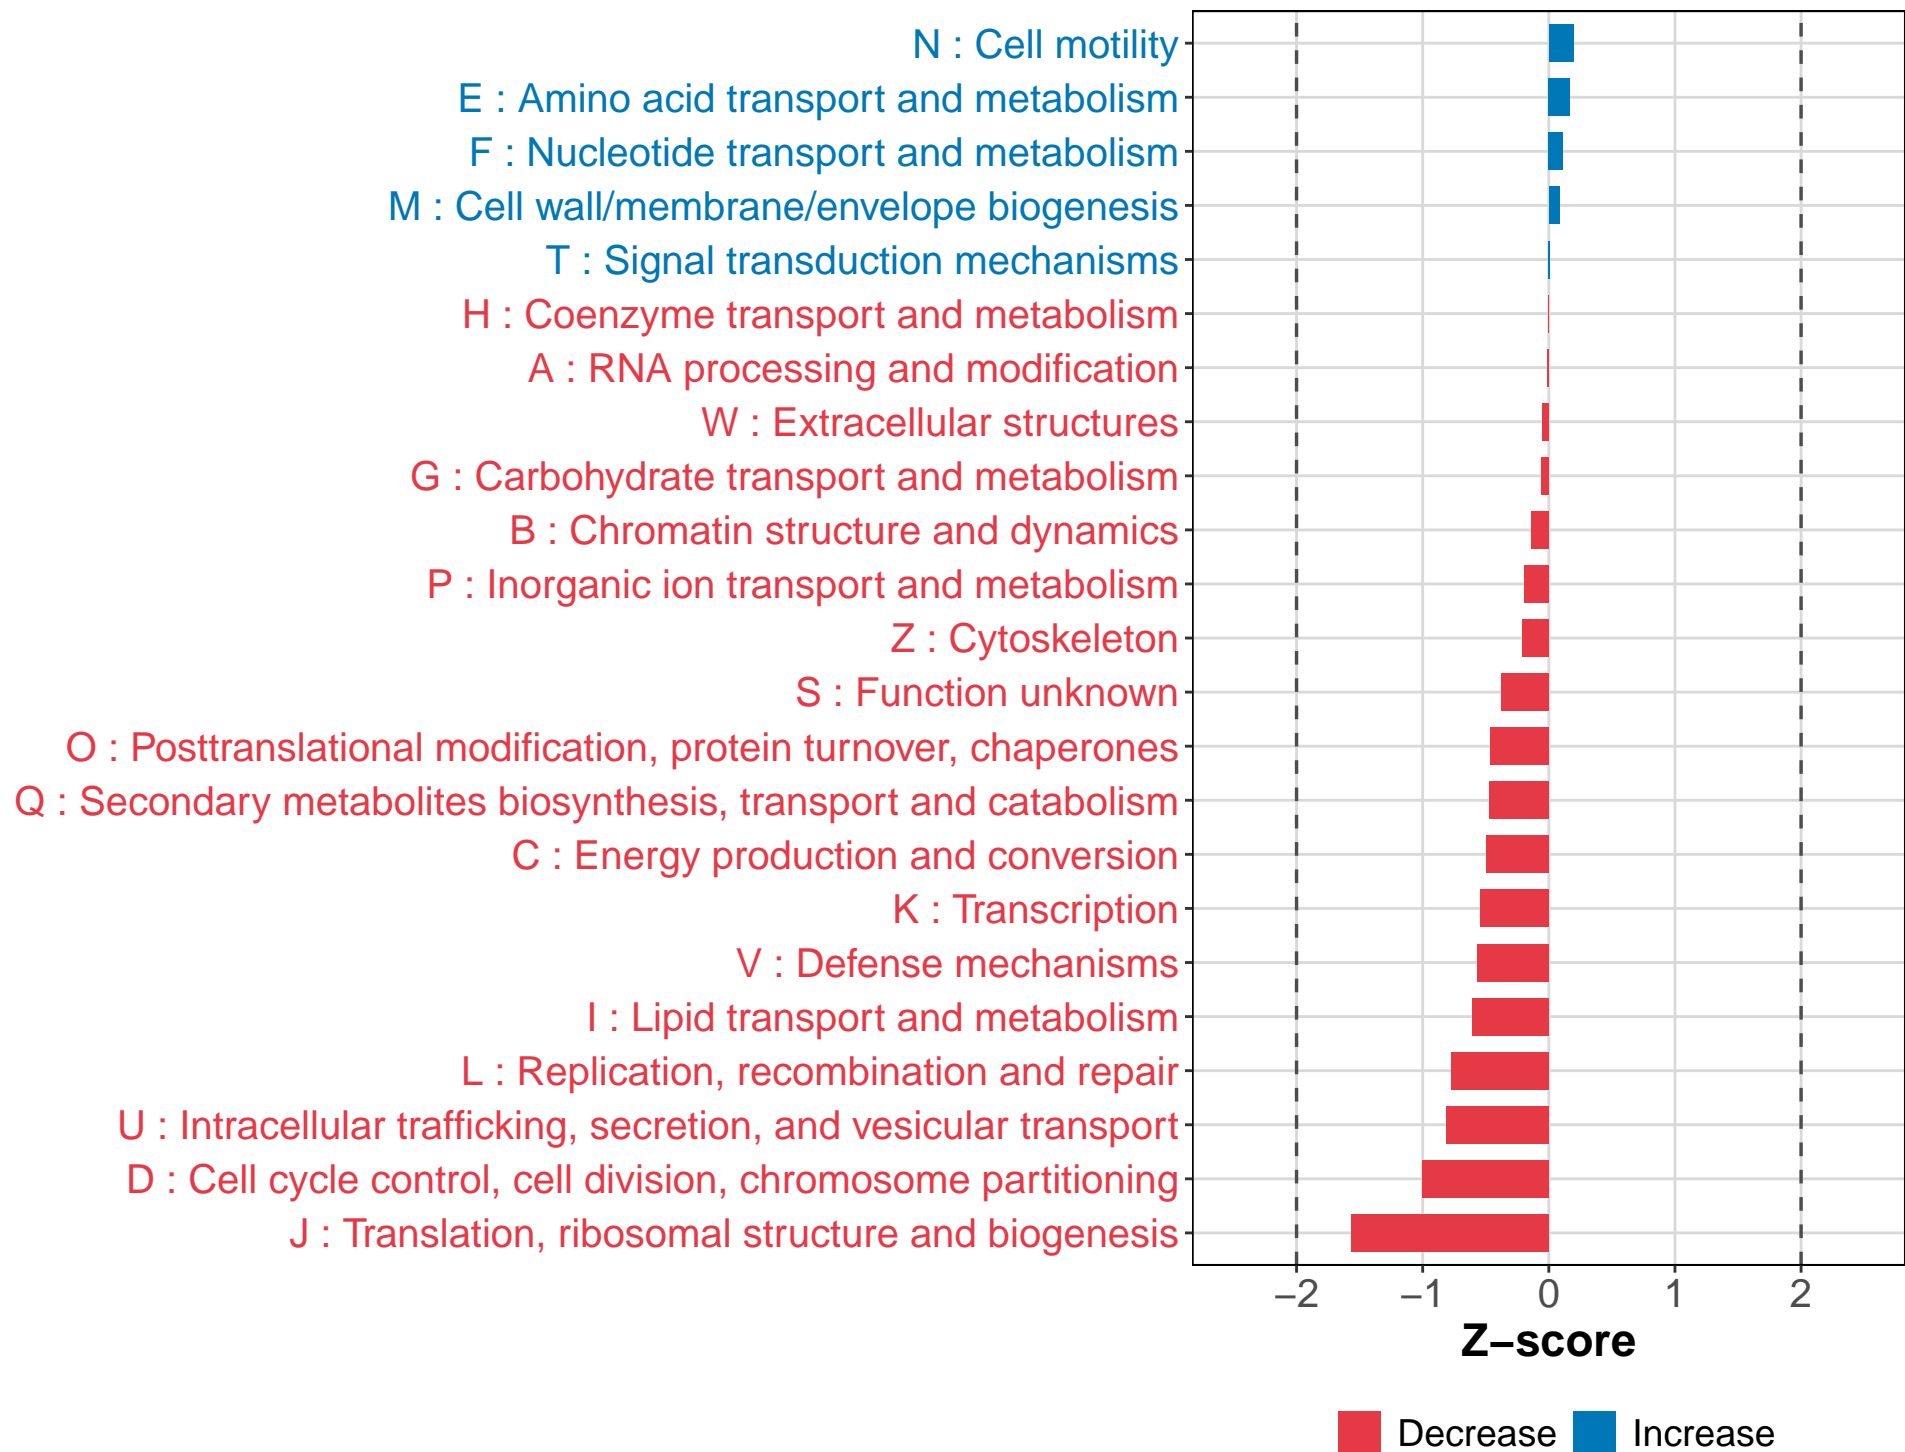 N : Cell motility
E : Amino acid transport and metabolism
F : Nucleotide transport and metabolism
M : Cell wall/membrane/envelope biogenesis
T : Signal transduction mechanisms
H : Coenzyme transport and metabolism
A : RNA processing and modification
W : Extracellular structures
G : Carbohydrate transport and metabolism
B : Chromatin structure and dynamics
P : Inorganic ion transport and metabolism
Z : Cytoskeleton
S : Function unknown
O : Posttranslational modification, protein turnover, chaperones
Q : Secondary metabolites biosynthesis, transport and catabolism
C : Energy production and conversion
K : Transcription
V : Defense mechanisms
I : Lipid transport and metabolism
L : Replication, recombination and repair
U : Intracellular trafficking, secretion, and vesicular transport
D : Cell cycle control, cell division, chromosome partitioning
J : Translation, ribosomal structure and biogenesis
−2 −1 0 1 2
Z−score
Decrease Increase